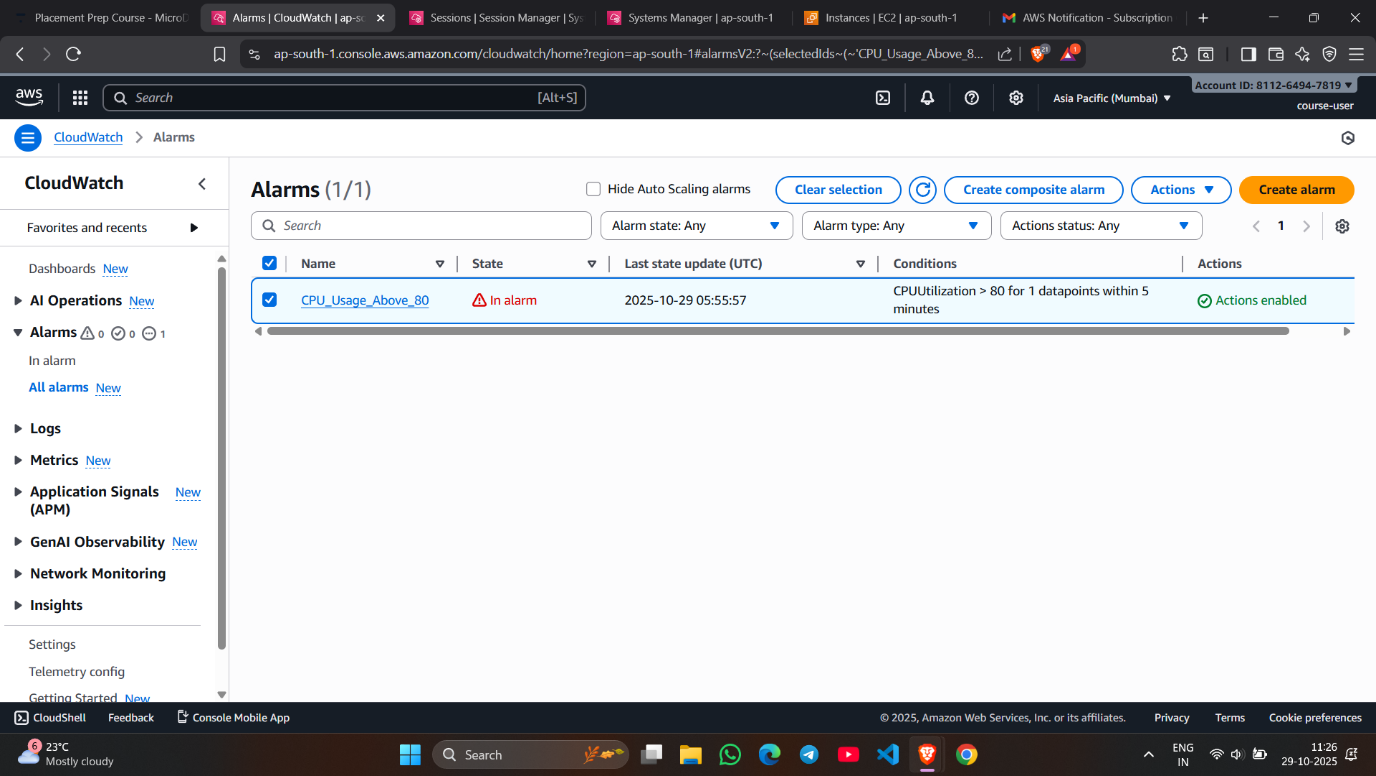 Placement Prep Course - MicroD
Alarms | CloudWatch | ap-sc
Sessions | Session Manager | Sys
Systems Manager | ap-south-1
Instances | EC2 | ap-south-1
AWS Notification - Subscription
ap-south-1.console.aws.amazon.com/cloudwatch/home?region=ap-south-1#alarmsV2:?~(selectedIds~(~'CPU_Usage_Above_8...
21
1
aws
Search
[Alt+S]
Asia Pacific (Mumbai)
Account ID: 8112-6494-7819
course-user
CloudWatch
Alarms
CloudWatch
Favorites and recents
Dashboards New
AI Operations New
Alarms 0 0 1
In alarm
All alarms New
Logs
Metrics New
Application Signals New
(APM)
GenAI Observability New
Network Monitoring
Insights
Settings
Telemetry config
Getting Started New
Alarms (1/1)
Hide Auto Scaling alarms
Clear selection
Create composite alarm
Actions
Create alarm
Search
Alarm state: Any
Alarm type: Any
Actions status: Any
1
Name
State
Last state update (UTC)
Conditions
Actions
CPU_Usage_Above_80
In alarm
2025-10-29 05:55:57
CPUUtilization > 80 for 1 datapoints within 5
minutes
Actions enabled
CloudShell
Feedback
Console Mobile App
© 2025, Amazon Web Services, Inc. or its affiliates.
Privacy
Terms
Cookie preferences
6
23°C
Mostly cloudy
Search
ENG
IN
11:26
29-10-2025